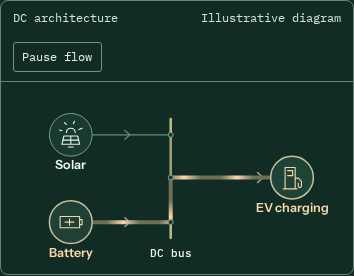 DC architecture
Illustrative diagram
Pause flow
Solar
EV charging
Battery
DC bus